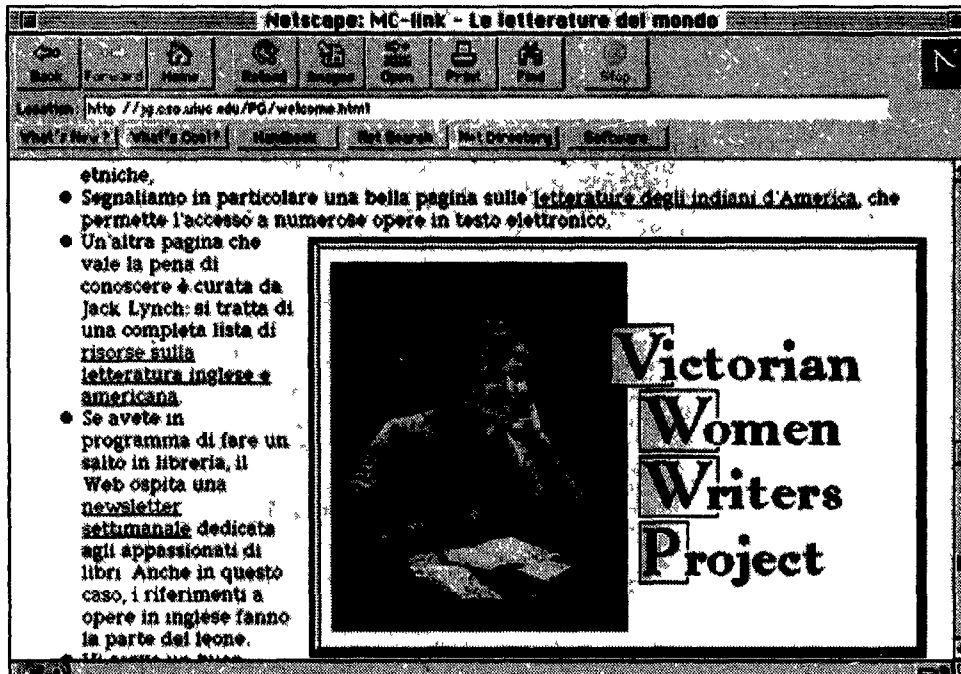 Netscape: MC-link - Le letterature del mondo
Back Forward Home Reload Images Open Print Find Stop
Location: http://jg.cso.uiuc.edu/PG/welcome.html
What's New? What's Cool? Handbook Net Search Net Directory Software
etniche,
● Segnaliamo in particolare una bella pagina sulle letterature degli indiani d'America, che
permette l'accesso a numerose opere in testo elettronico.
● Un'altra pagina che
vale la pena di
conoscere è curata da
Jack Lynch: si tratta di
una completa lista di
risorse sulla
letteratura inglese e
americana.
● Se avete in
programma di fare un
salto in libreria, il
Web ospita una
newsletter
settimanale dedicata
agli appassionati di
libri. Anche in questo
caso, i riferimenti a
opere in inglese fanno
la parte del leone.
Victorian
Women
Writers
Project